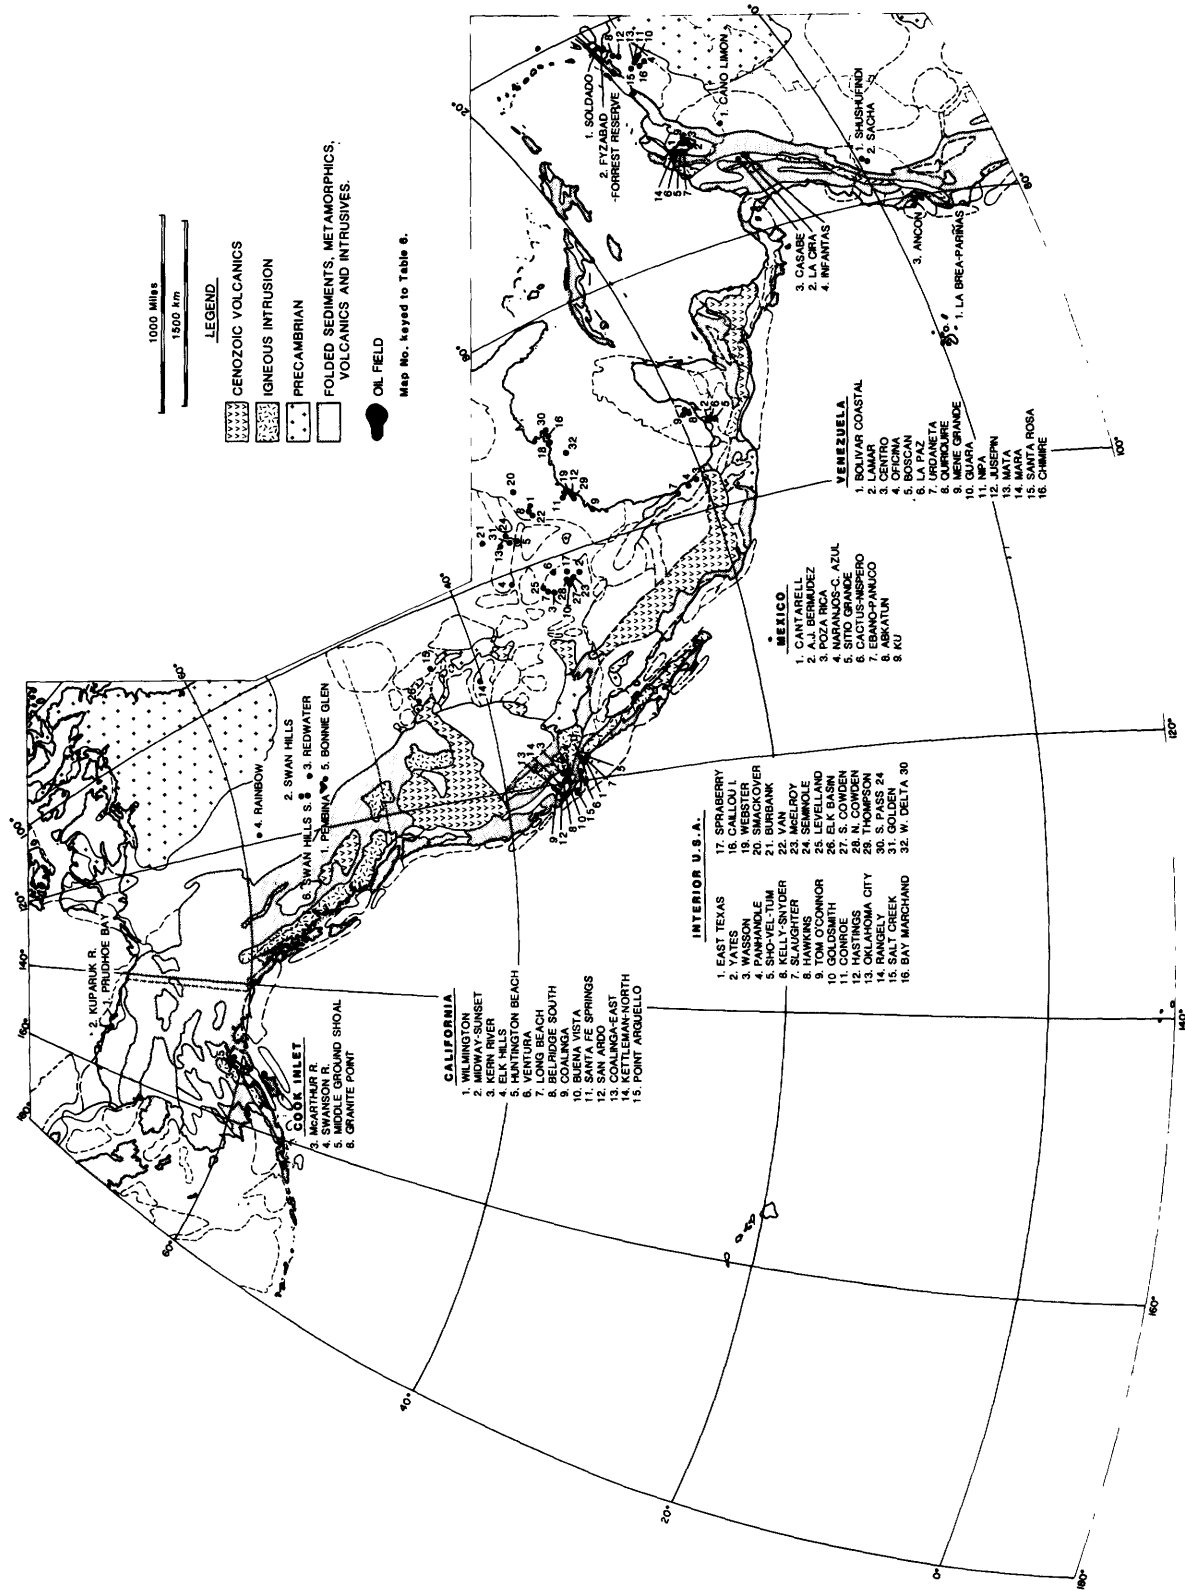 1000 Miles
1500 km
LEGEND
CENOZOIC VOLCANICS
IGNEOUS INTRUSION
PRECAMBRIAN
FOLDED SEDIMENTS, METAMORPHICS,
VOLCANICS AND INTRUSIVES.
OIL FIELD
Map No. keyed to Table 6.
2. KUPARUK R.
1. PRUDHOE BAY
4. RAINBOW
2. SWAN HILLS
6. SWAN HILLS S.
3. REDWATER
1. PEMBINA
5. BONNIE GLEN
COOK INLET
3. McARTHUR R.
4. SWANSON R.
5. MIDDLE GROUND SHOAL
6. GRANITE POINT
CALIFORNIA
1. WILMINGTON
2. MIDWAY-SUNSET
3. KERN RIVER
4. ELK HILLS
5. HUNTINGTON BEACH
6. VENTURA
7. LONG BEACH
8. BELRIDGE SOUTH
9. COALINGA
10. BUENA VISTA
11. SANTA FE SPRINGS
12. SAN ARDO
13. COALINGA-EAST
14. KETTLEMAN-NORTH
15. POINT ARGUELLO
INTERIOR U.S.A.
1. EAST TEXAS
2. YATES
3. WASSON
4. PANHANDLE
5. SHO-VEL-TUM
6. KELLY-SNYDER
7. SLAUGHTER
8. HAWKINS
9. TOM O'CONNOR
10 GOLDSMITH
11. CONROE
12. HASTINGS
13. OKLAHOMA CITY
14. RANGELY
15. SALT CREEK
16. BAY MARCHAND
17. SPRABERRY
16. CAILLOU I.
19. WEBSTER
20. SMACKOVER
21. BURBANK
22. VAN
23. McELROY
24. SEMINOLE
25. LEVELLAND
26. ELK BASIN
27. S. COWDEN
28. N. COWDEN
29. THOMPSON
30. S. PASS 24
31. GOLDEN
32. W. DELTA 30
MEXICO
1. CANTARELL
2. A.J. BERMUDEZ
3. POZA RICA
4. NARANJOS-C. AZUL
5. SITIO GRANDE
6. CACTUS-NISPERO
7. EBANO-PANUCO
8. ABKATUN
9. KU
VENEZUELA
1. BOLIVAR COASTAL
2. LAMAR
3. CENTRO
4. OFICINA
5. BOSCAN
6. LA PAZ
7. URDANETA
8. QUIRIQUIRE
9. MENE GRANDE
10. GUARA
11. NIPA
12. JUSEPIN
13. MATA
14. MARA
15. SANTA ROSA
16. CHIMIRE
1. SOLDADO
2. FYZABAD
-FORREST RESERVE
1. CANO LIMON
3. CASABE
2. LA CIRA
4. INFANTAS
1. SHUSHUFINDI
2. SACHA
3. ANCON
1. LA BREA-PARIÑAS
180°
160°
140°
120°
100°
80°
60°
40°
20°
0°